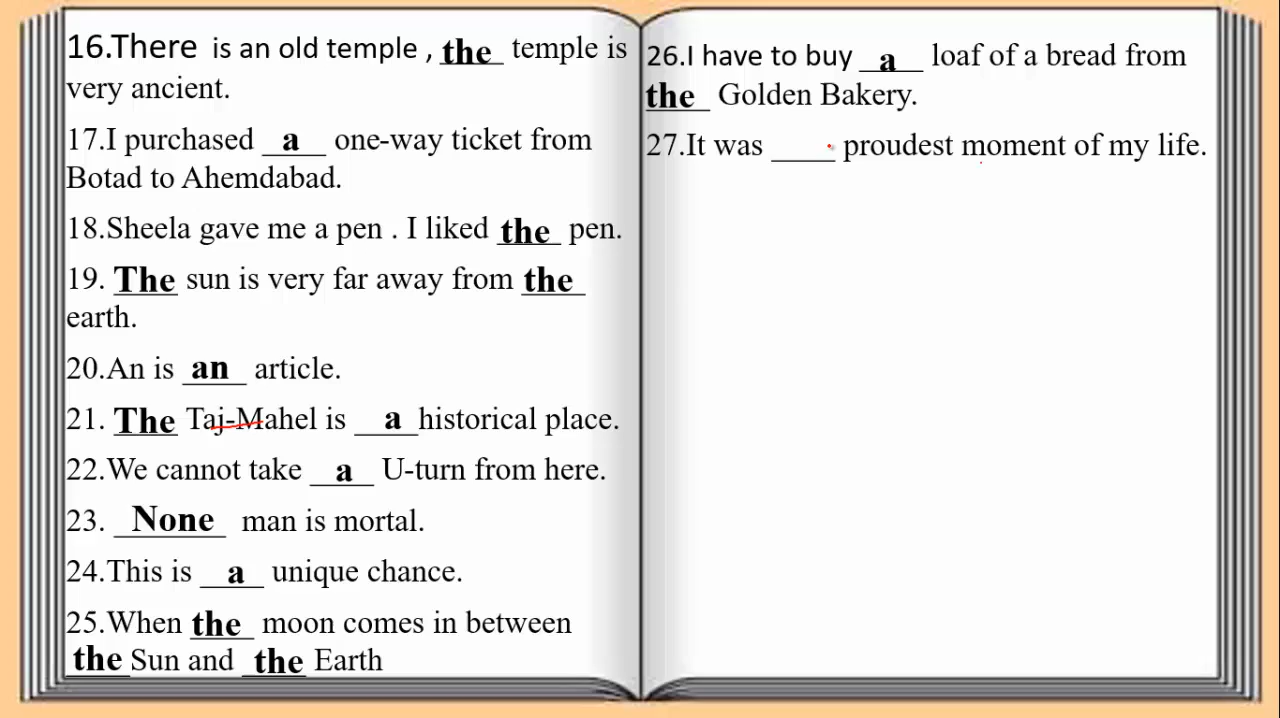 16.There is an old temple , the temple is
very ancient.
17.I purchased a one-way ticket from
Botad to Ahemdabad.
18.Sheela gave me a pen . I liked the pen.
19. The sun is very far away from the
earth.
20.An is an article.
21. The Taj-Mahel is a historical place.
22.We cannot take a U-turn from here.
23. None man is mortal.
24.This is a unique chance.
25.When the moon comes in between
the Sun and the Earth
26.I have to buy a loaf of a bread from
the Golden Bakery.
27.It was ____ proudest moment of my life.